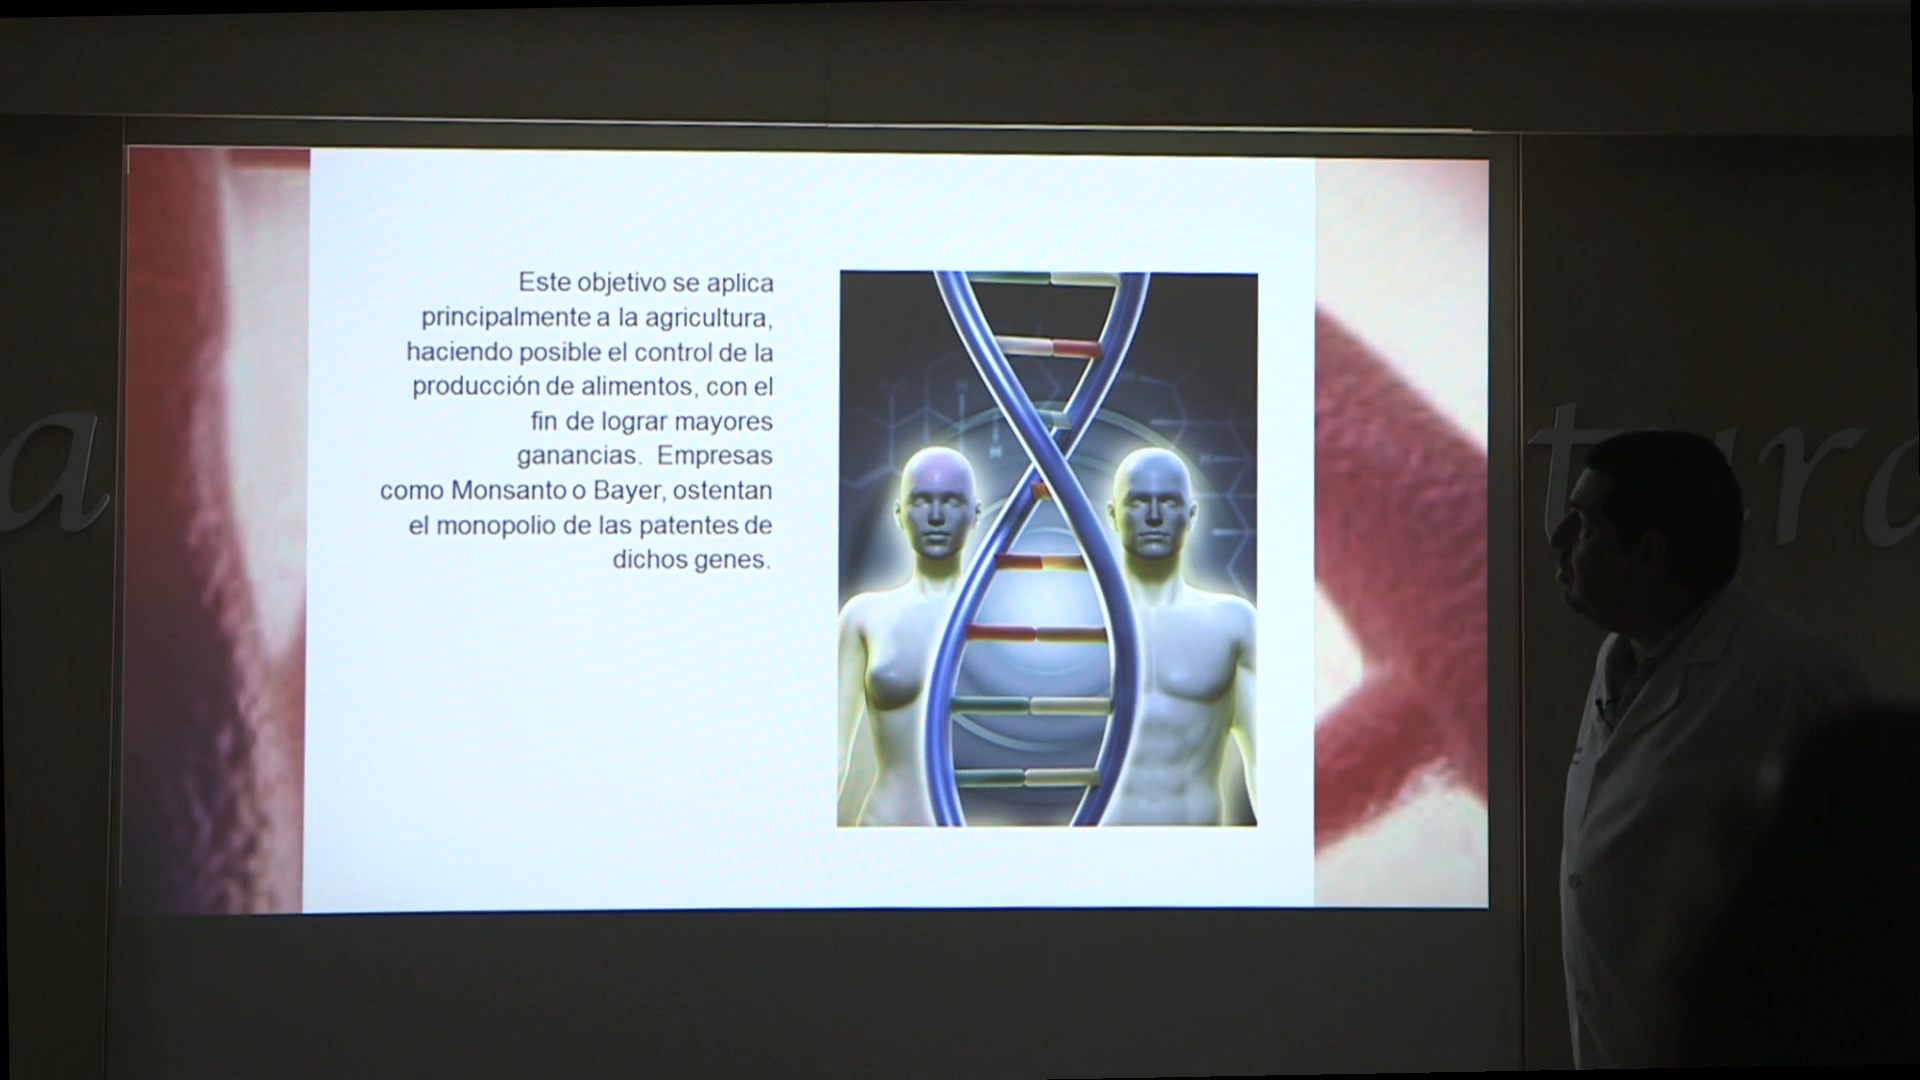 Este objetivo se aplica
principalmente a la agricultura,
haciendo posible el control de la
producción de alimentos, con el
fin de lograr mayores
ganancias. Empresas
como Monsanto o Bayer, ostentan
el monopolio de las patentes de
dichos genes.